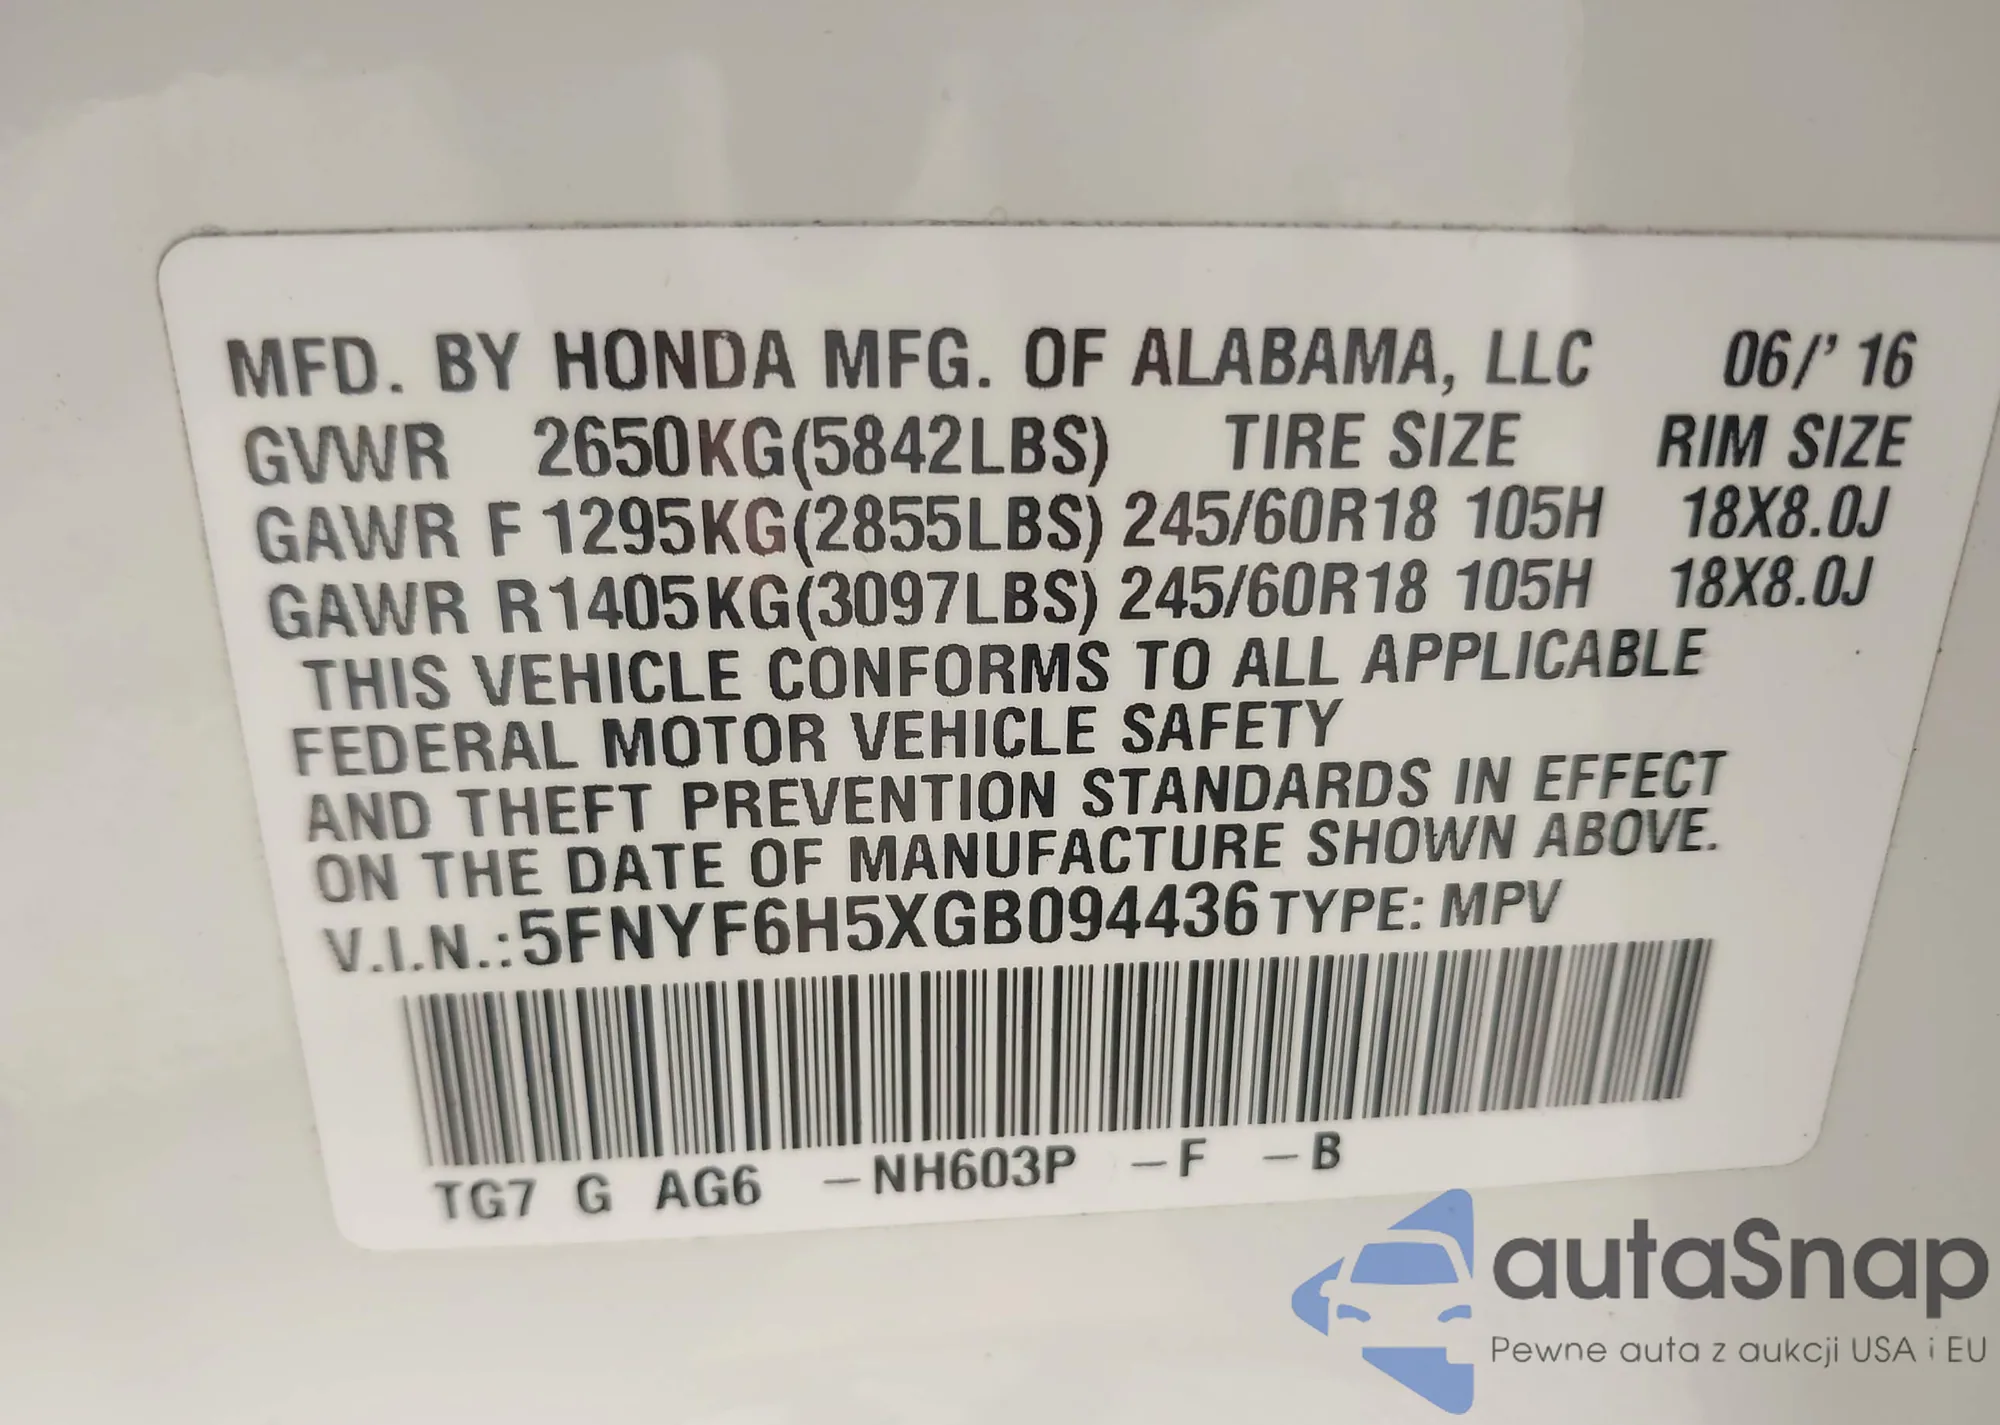 MFD. BY HONDA MFG. OF ALABAMA, LLC 06/'16
GVWR 2650KG(5842LBS) TIRE SIZE RIM SIZE
GAWR F 1295KG(2855LBS) 245/60R18 105H 18X8.0J
GAWR R 1405KG(3097LBS) 245/60R18 105H 18X8.0J
THIS VEHICLE CONFORMS TO ALL APPLICABLE
FEDERAL MOTOR VEHICLE SAFETY
AND THEFT PREVENTION STANDARDS IN EFFECT
ON THE DATE OF MANUFACTURE SHOWN ABOVE.
V.I.N.:5FNYF6H5XGB094436 TYPE: MPV
TG7 G AG6 –NH603P –F –B
autaSnap
Pewne auta z aukcji USA i EU